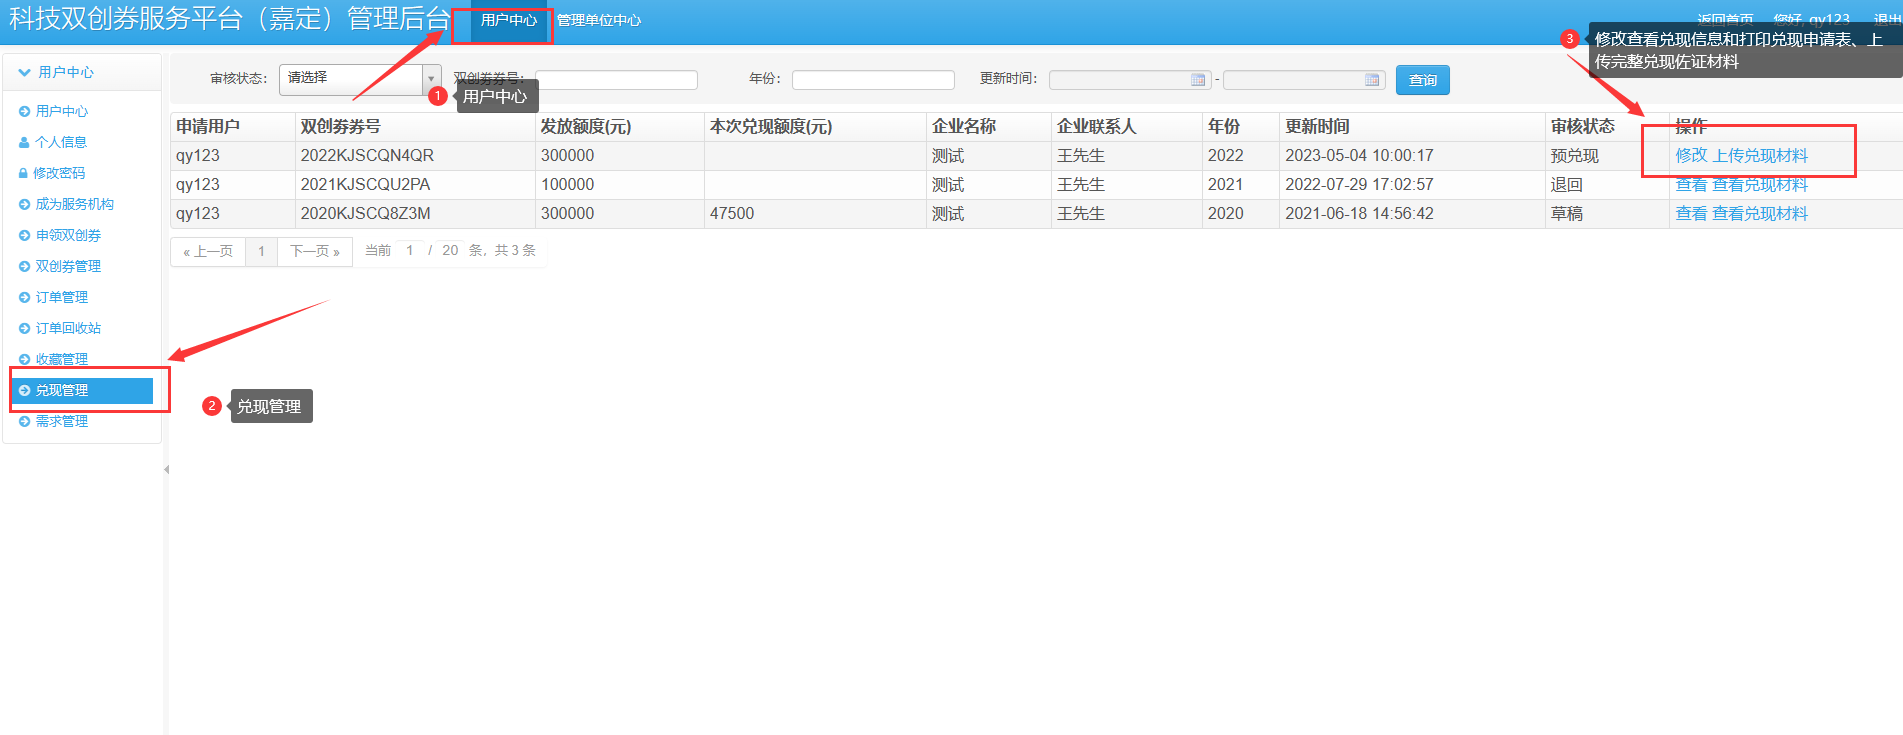 科技双创券服务平台（嘉定）管理后台 用户中心 管理单位中心 返回首页 您好, qy123 退出
3 修改查看兑现信息和打印兑现申请表、上
传完整兑现佐证材料
用户中心
用户中心
个人信息
修改密码
成为服务机构
申领双创券
双创券管理
订单管理
订单回收站
收藏管理
兑现管理
需求管理
审核状态： 请选择 双创券券号： 年份： 更新时间： - 查询
1 用户中心
申请用户 双创券券号 发放额度(元) 本次兑现额度(元) 企业名称 企业联系人 年份 更新时间 审核状态 操作
qy123 2022KJSCQN4QR 300000 测试 王先生 2022 2023-05-04 10:00:17 预兑现 修改 上传兑现材料
qy123 2021KJSCQU2PA 100000 测试 王先生 2021 2022-07-29 17:02:57 退回 查看 查看兑现材料
qy123 2020KJSCQ8Z3M 300000 47500 测试 王先生 2020 2021-06-18 14:56:42 草稿 查看 查看兑现材料
« 上一页 1 下一页 » 当前 1 / 20 条，共 3 条
2 兑现管理